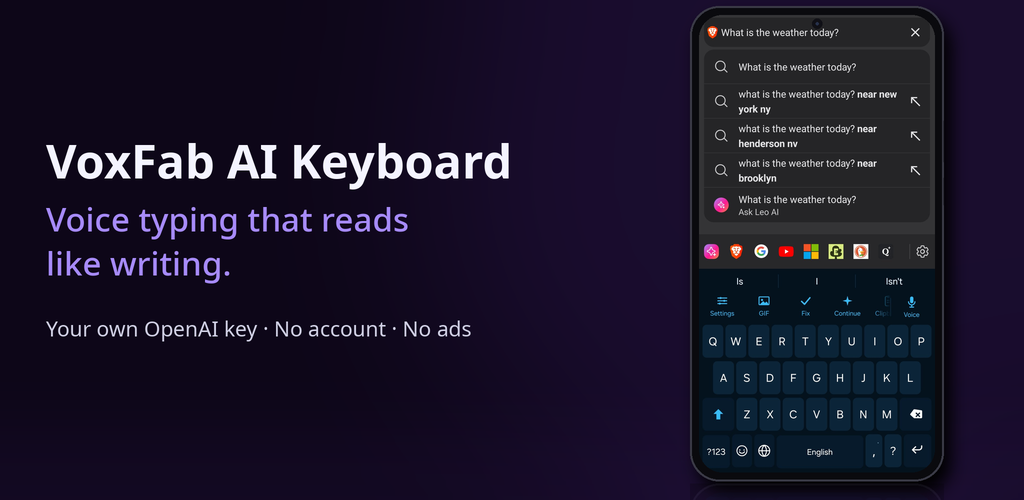 VoxFab AI Keyboard
Voice typing that reads
like writing.
Your own OpenAI key · No account · No ads
What is the weather today?
What is the weather today?
what is the weather today? near new
york ny
what is the weather today? near
henderson nv
what is the weather today? near
brooklyn
What is the weather today?
Ask Leo AI
Is I Isn't
Settings GIF Fix Continue Voice
Q W E R T Y U I O P
A S D F G H J K L
Z X C V B N M
?123 English , ?